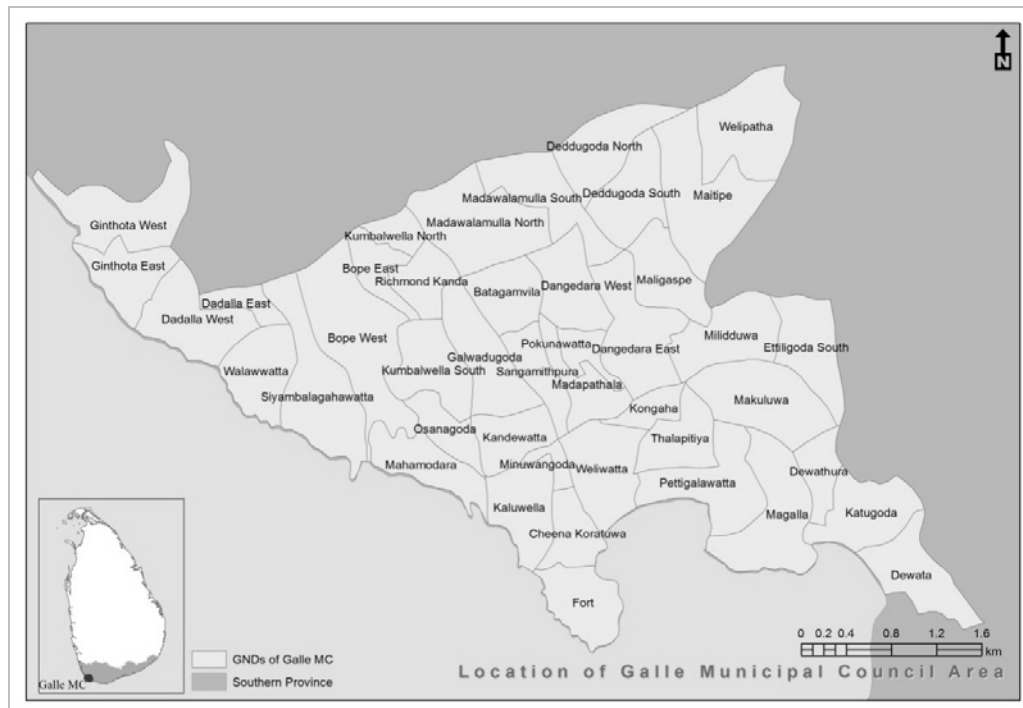 N
Welipatha
Deddugoda North
Deddugoda South
Maitipe
Madawalamulla South
Ginthota West
Madawalamulla North
Kumbalwella North
Ginthota East
Bope East
Richmond Kanda
Maligaspe
Dangedara West
Batagamvila
Dadalla East
Dadalla West
Milidduwa
Bope West
Pokunawatta
Dangedara East
Ettiligoda South
Galwadugoda
Walawwatta
Kumbalwella South
Sangamithpura
Madapathala
Siyambalagahawatta
Makuluwa
Kongaha
Osanagoda
Kandewatta
Thalapitiya
Mahamodara
Minuwangoda
Weliwatta
Dewathura
Pettigalawatta
Kaluwella
Magalla
Katugoda
Cheena Koratuwa
Dewata
Fort
0 0.2 0.4 0.8 1.2 1.6
km
GNDs of Galle MC
Southern Province
Galle MC
Location of Galle Municipal Council Area